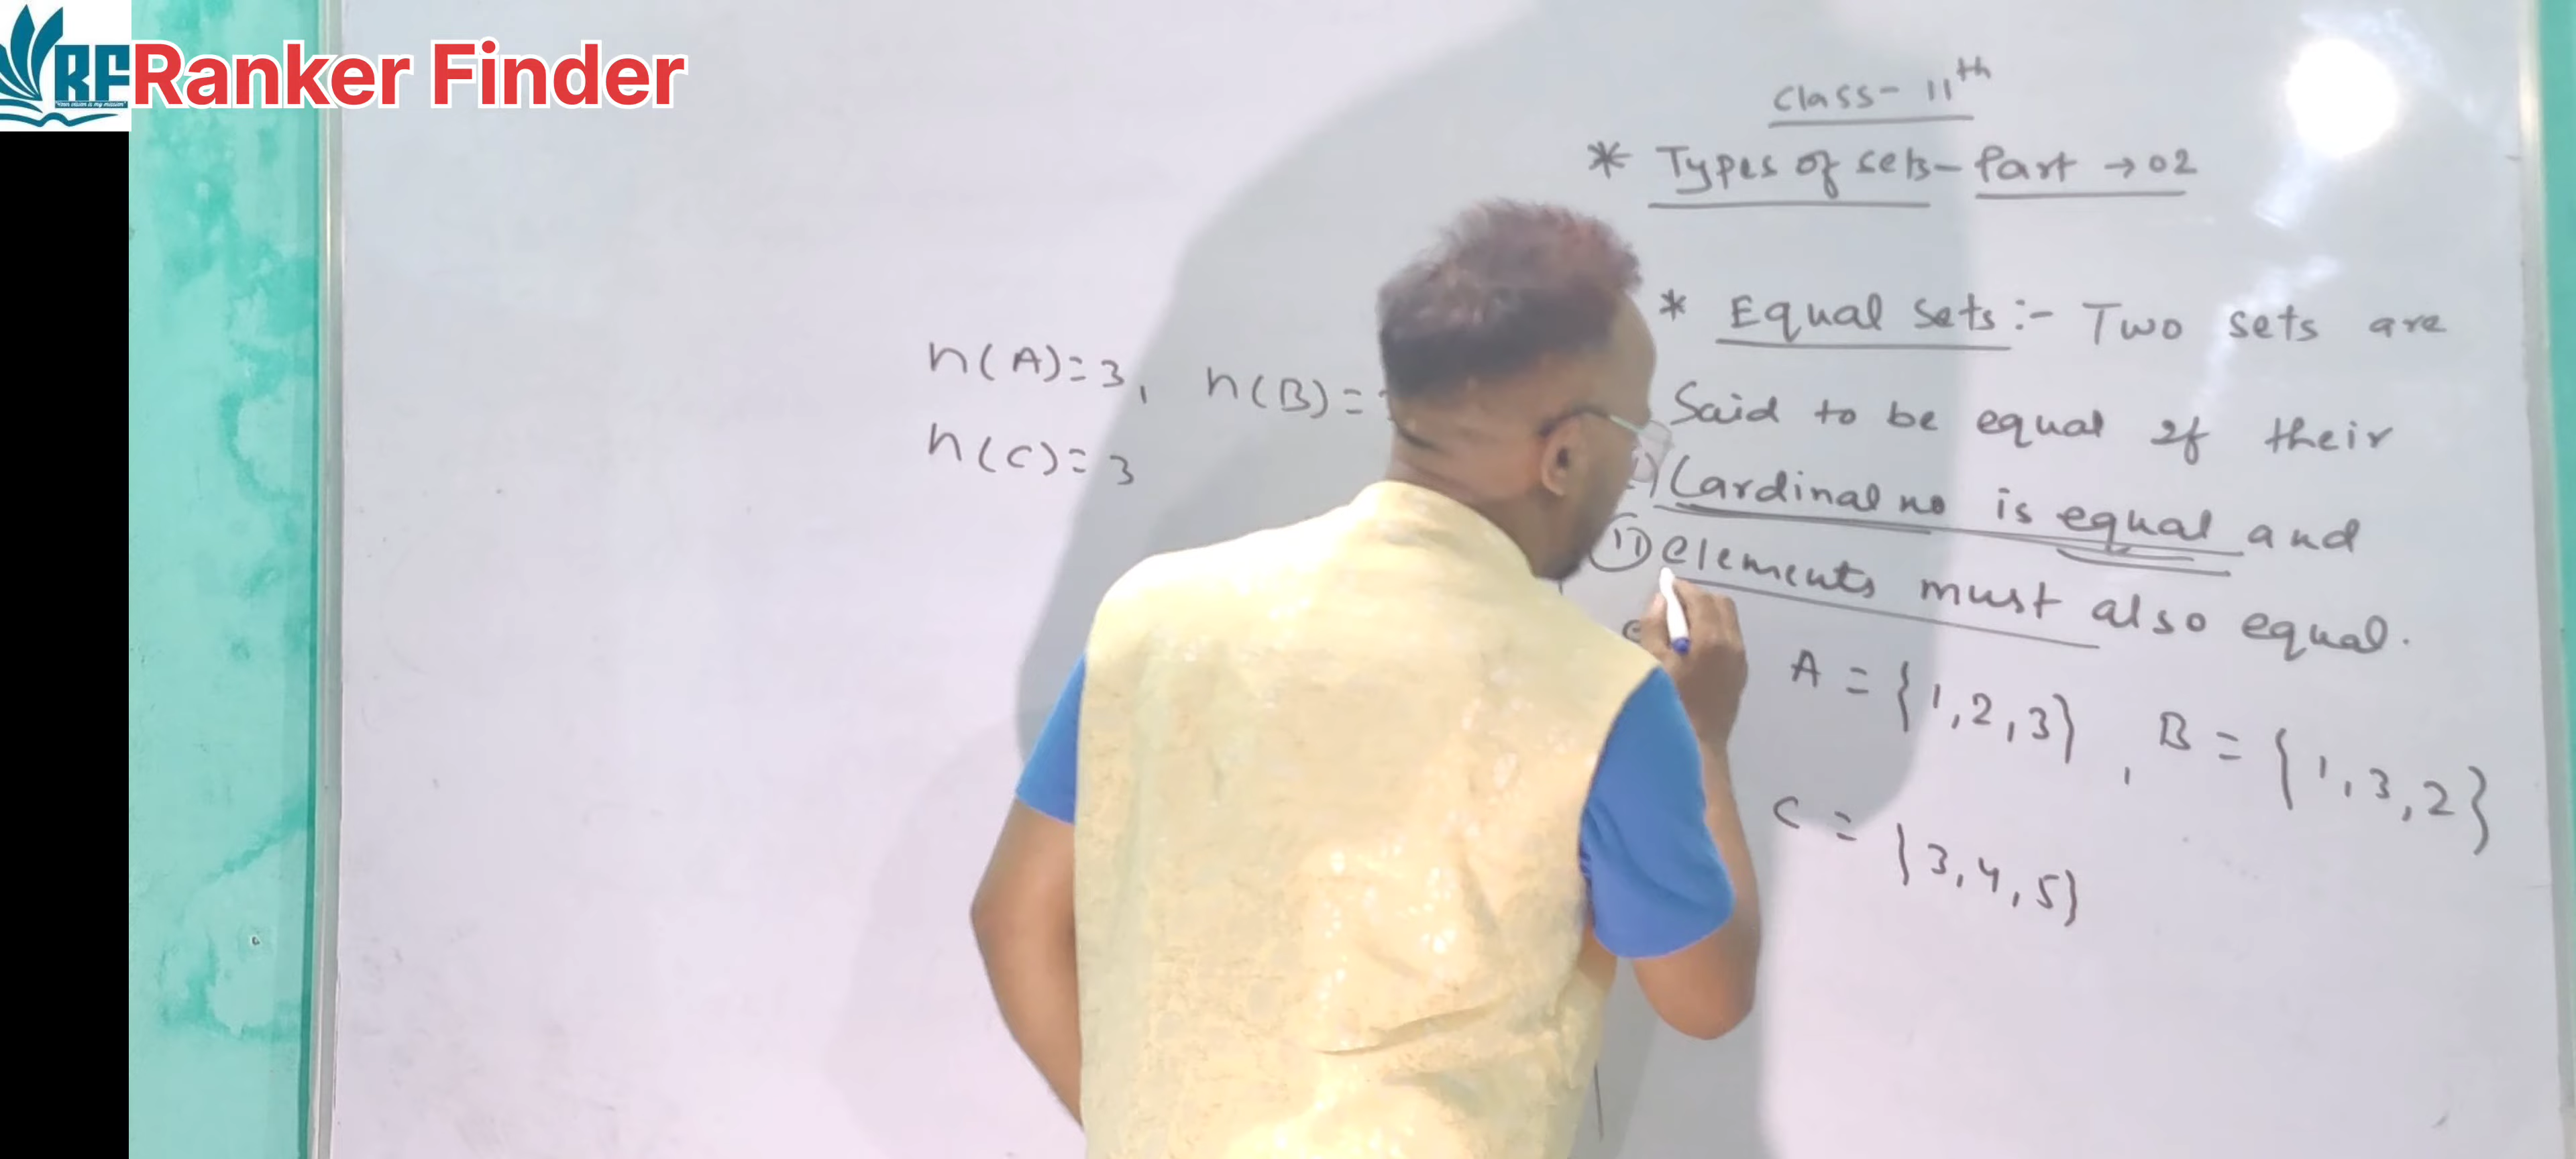 RF Ranker Finder
Class- 11th
* Types of sets- Part → 02
* Equal Sets :- Two sets are
Said to be equal if their
Cardinal no is equal and
(ii) elements must also equal.
A = {1,2,3} , B = {1,3,2}
C = {3,4,5}
n(A)=3, n(B)=
n(C)=3